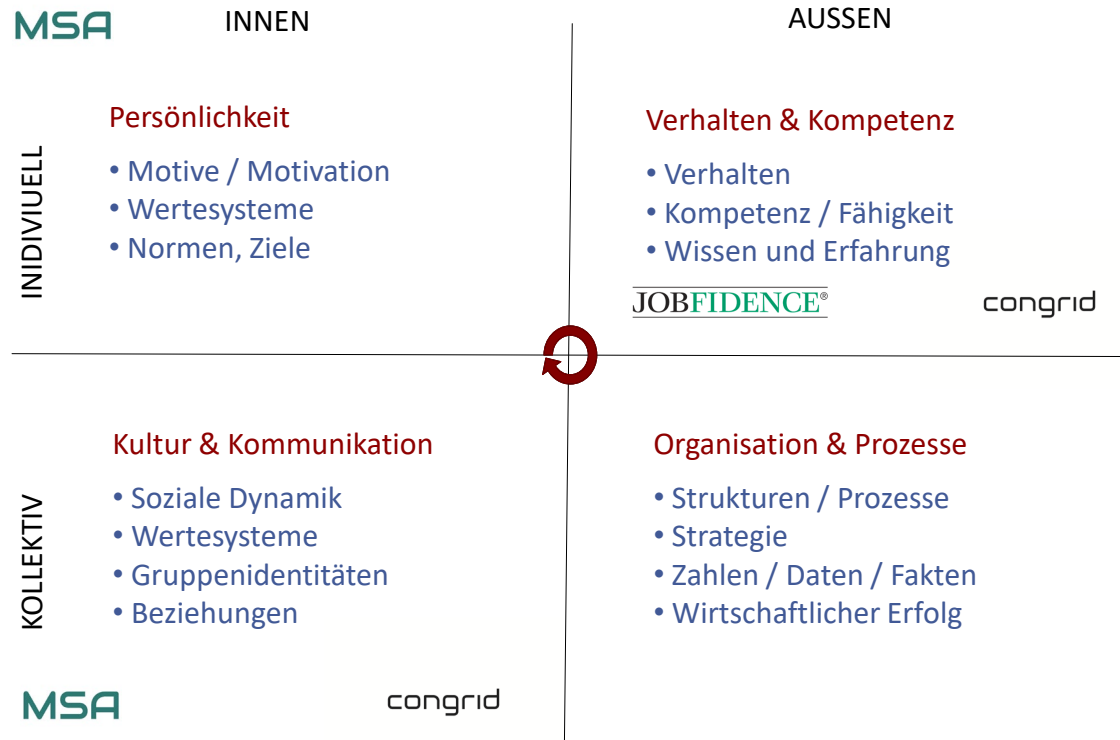 MSA
INNEN
AUSSEN
INIDIVIUELL
Persönlichkeit
• Motive / Motivation
• Wertesysteme
• Normen, Ziele
Verhalten & Kompetenz
• Verhalten
• Kompetenz / Fähigkeit
• Wissen und Erfahrung
JOBFIDENCE®
congrid
KOLLEKTIV
Kultur & Kommunikation
• Soziale Dynamik
• Wertesysteme
• Gruppenidentitäten
• Beziehungen
MSA
congrid
Organisation & Prozesse
• Strukturen / Prozesse
• Strategie
• Zahlen / Daten / Fakten
• Wirtschaftlicher Erfolg